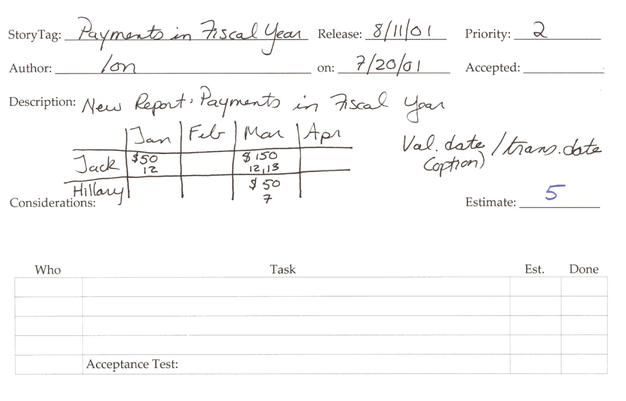 StoryTag: Payments in Fiscal Year Release: 8/11/01 Priority: 2
Author: Ion on: 7/20/01 Accepted:
Description: New Report: Payments in Fiscal Year
Jan Feb Mar Apr
Val. date / trans. date
(option)
Jack $50 $150
12 12,13
Hillary $50
7
Considerations: Estimate: 5
Who Task Est. Done
Acceptance Test: